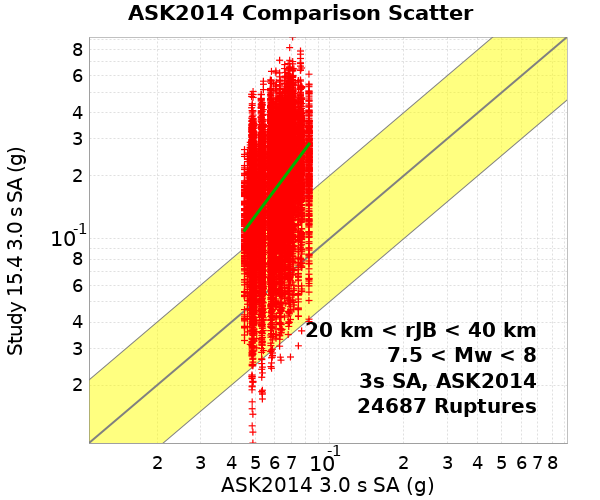 ASK2014 Comparison Scatter
8
6
4
3
2
10-1
8
6
4
3
2
Study 15.4 3.0 s SA (g)
20 km < rJB < 40 km
7.5 < Mw < 8
3s SA, ASK2014
24687 Ruptures
2 3 4 5 6 7 10-1 2 3 4 5 6 7 8
ASK2014 3.0 s SA (g)